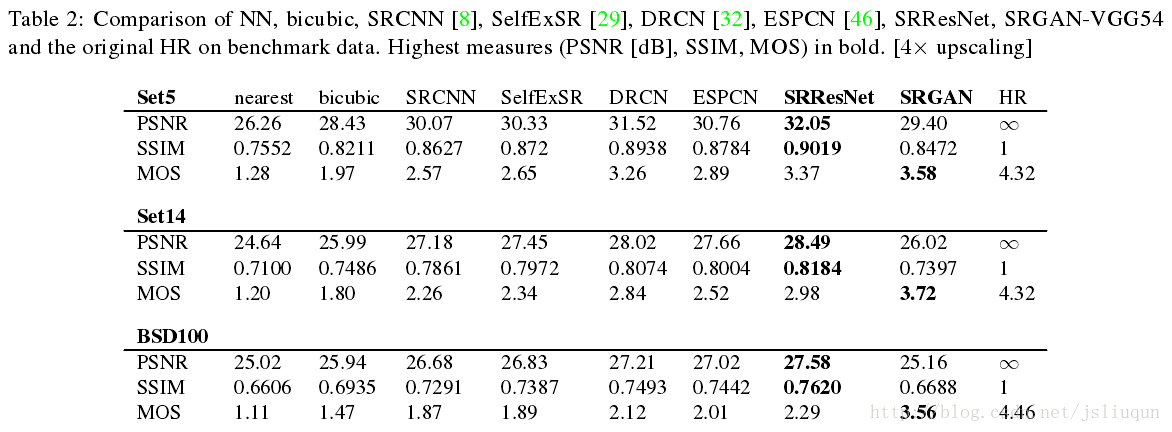 Table 2: Comparison of NN, bicubic, SRCNN [8], SelfExSR [29], DRCN [32], ESPCN [46], SRResNet, SRGAN-VGG54
and the original HR on benchmark data. Highest measures (PSNR [dB], SSIM, MOS) in bold. [4× upscaling]
Set5 nearest bicubic SRCNN SelfExSR DRCN ESPCN SRResNet SRGAN HR
PSNR 26.26 28.43 30.07 30.33 31.52 30.76 32.05 29.40 ∞
SSIM 0.7552 0.8211 0.8627 0.872 0.8938 0.8784 0.9019 0.8472 1
MOS 1.28 1.97 2.57 2.65 3.26 2.89 3.37 3.58 4.32
Set14
PSNR 24.64 25.99 27.18 27.45 28.02 27.66 28.49 26.02 ∞
SSIM 0.7100 0.7486 0.7861 0.7972 0.8074 0.8004 0.8184 0.7397 1
MOS 1.20 1.80 2.26 2.34 2.84 2.52 2.98 3.72 4.32
BSD100
PSNR 25.02 25.94 26.68 26.83 27.21 27.02 27.58 25.16 ∞
SSIM 0.6606 0.6935 0.7291 0.7387 0.7493 0.7442 0.7620 0.6688 1
MOS 1.11 1.47 1.87 1.89 2.12 2.01 2.29 3.56 4.46
http://blog.csdn.net/jsliuqun